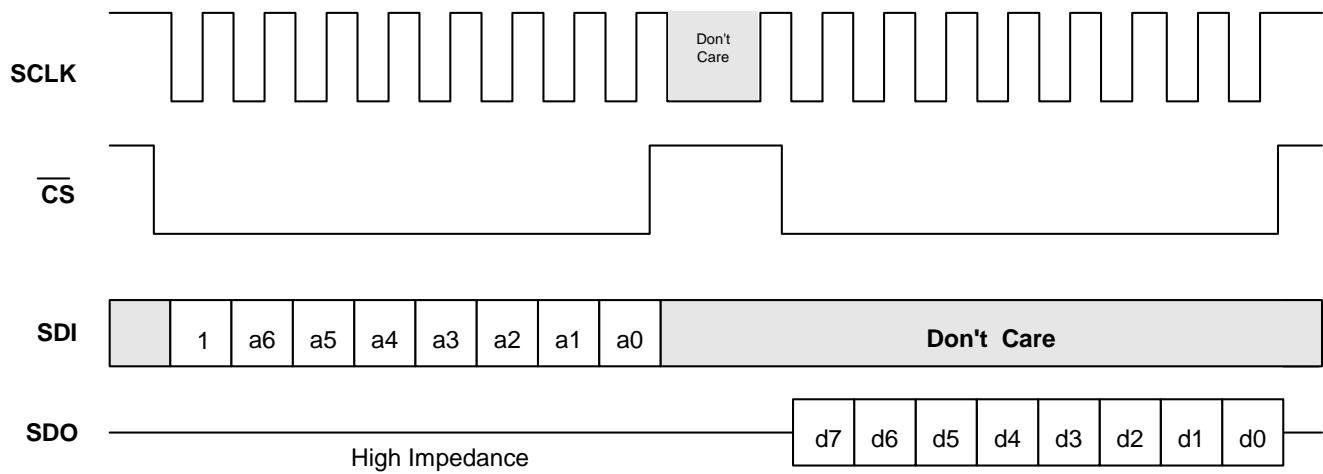 Don't
Care
SCLK
CS
SDI
1 a6 a5 a4 a3 a2 a1 a0 Don't Care
SDO
d7 d6 d5 d4 d3 d2 d1 d0
High Impedance